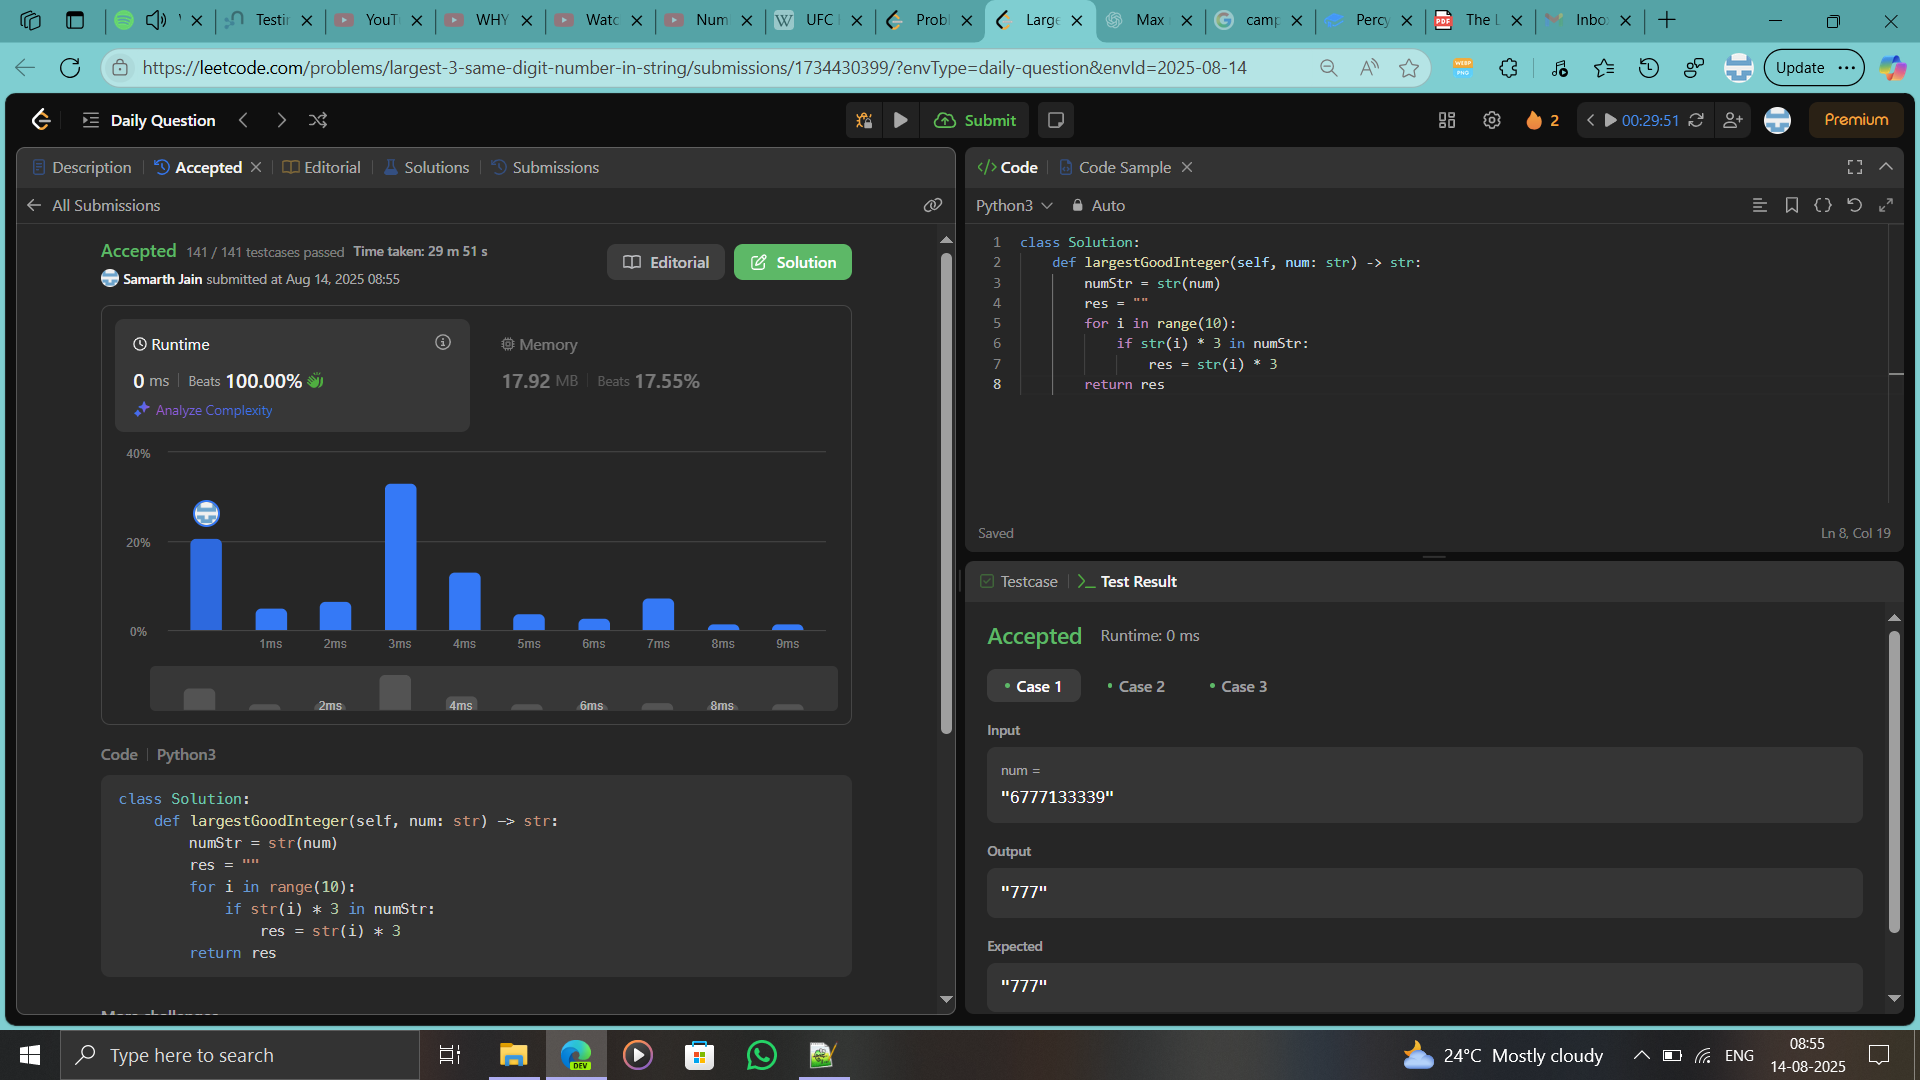 Testin
YouT
WHY
Watc
Num
UFC
Probl
Large
Max
camp
Percy
PDF The L
Inbo
https://leetcode.com/problems/largest-3-same-digit-number-in-string/submissions/1734430399/?envType=daily-question&envId=2025-08-14
Update
Daily Question
Submit
2
00:29:51
Premium
Description
Accepted
Editorial
Solutions
Submissions
All Submissions
Accepted 141 / 141 testcases passed Time taken: 29 m 51 s
Samarth Jain submitted at Aug 14, 2025 08:55
Editorial
Solution
Runtime
0 ms Beats 100.00%
Analyze Complexity
Memory
17.92 MB Beats 17.55%
40%
20%
0%
1ms 2ms 3ms 4ms 5ms 6ms 7ms 8ms 9ms
2ms 4ms 6ms 8ms
Code Python3
class Solution:
def largestGoodInteger(self, num: str) -> str:
numStr = str(num)
res = ""
for i in range(10):
if str(i) * 3 in numStr:
res = str(i) * 3
return res
</> Code
Code Sample
Python3
Auto
1 class Solution:
2 def largestGoodInteger(self, num: str) -> str:
3 numStr = str(num)
4 res = ""
5 for i in range(10):
6 if str(i) * 3 in numStr:
7 res = str(i) * 3
8 return res
Saved
Ln 8, Col 19
Testcase
>_ Test Result
Accepted Runtime: 0 ms
Case 1
Case 2
Case 3
Input
num =
"6777133339"
Output
"777"
Expected
"777"
Type here to search
DEV
24°C Mostly cloudy
ENG
08:55
14-08-2025